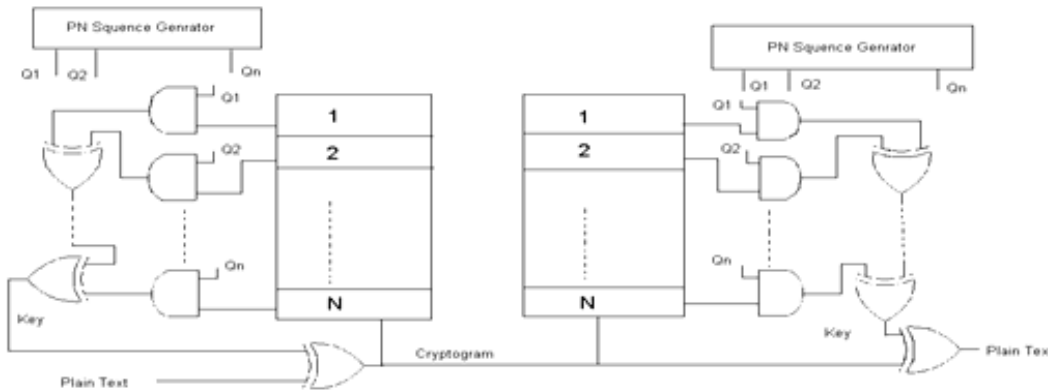 PN Squence Genrator
Q1 Q2 Qn
Q1
1
Q2
2
Qn
N
Key
Plain Text
Cryptogram
PN Squence Genrator
Q1 Q2 Qn
Q1
1
Q2
2
Qn
N
Key
Plain Tex